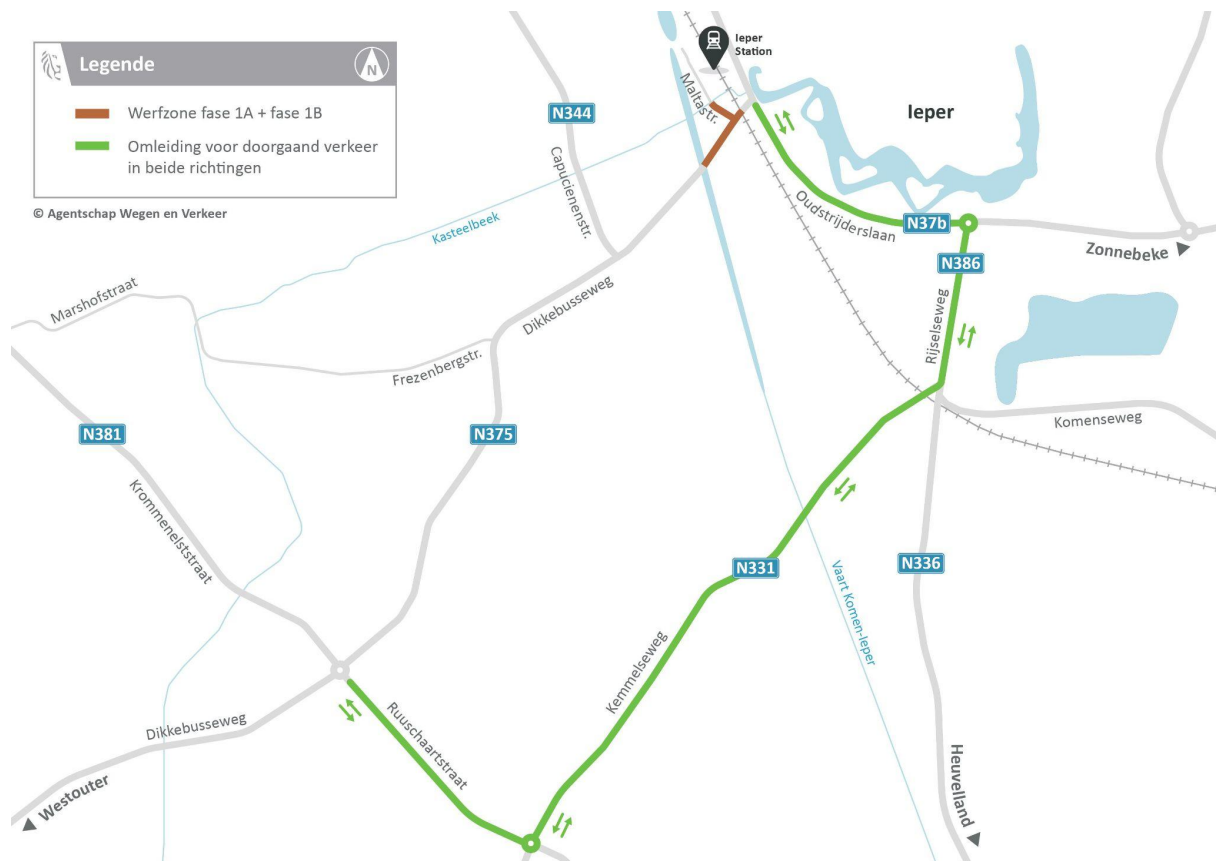 Legende
N
Werfzone fase 1A + fase 1B
Omleiding voor doorgaand verkeer
in beide richtingen
© Agentschap Wegen en Verkeer
Ieper
Station
Maltastr.
Ieper
N344
Capucienenstr.
Kasteelbeek
Oudstrijderslaan
N37b
N386
Zonnebeke
Rijselseweg
Marshofstraat
Dikkebusseweg
Frezenbergstr.
Komenseweg
N381
N375
Krommenelststraat
N331
N336
Vaart Komen-Ieper
Kemmelseweg
Ruuschaartstraat
Dikkebusseweg
Westouter
Heuvelland